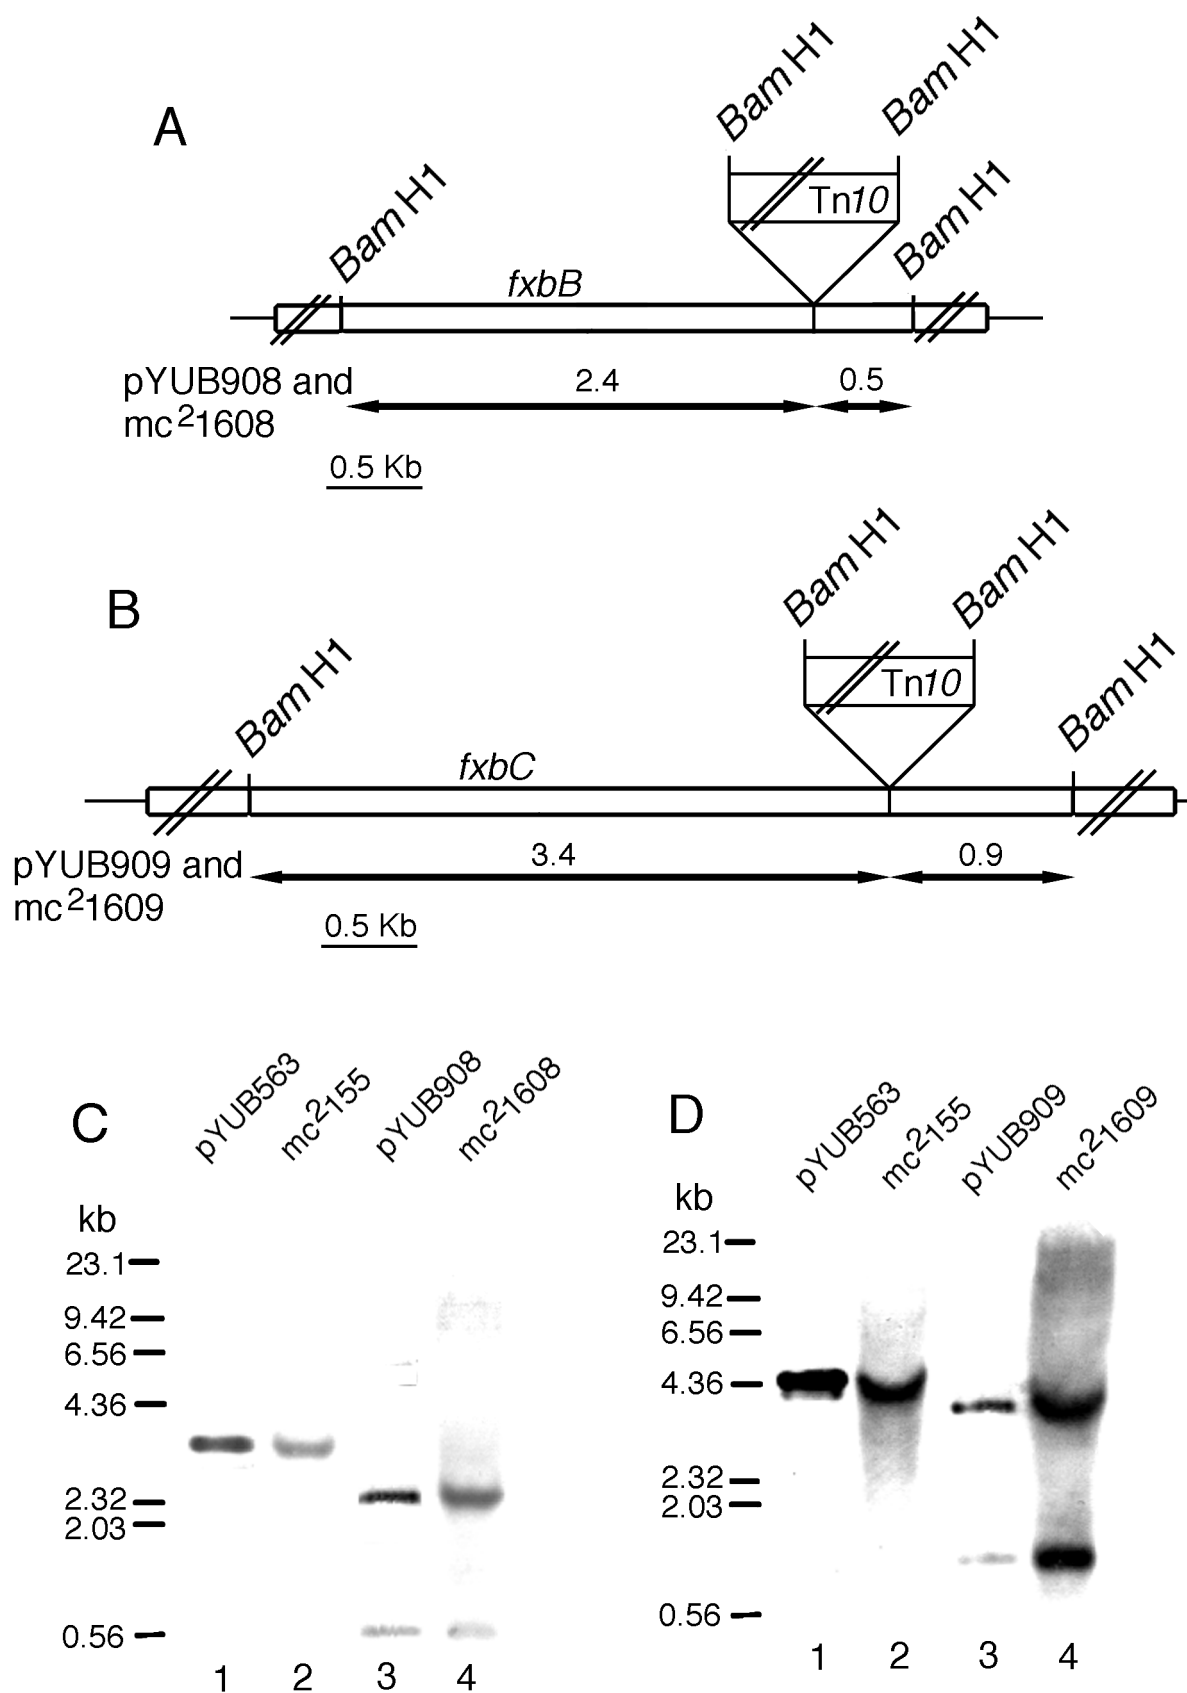 A
Bam H1
Bam H1
Bam H1
Tn10
Bam H1
fxbB
pYUB908 and
mc21608
2.4
0.5
0.5 Kb
B
Bam H1
Bam H1
Bam H1
Tn10
Bam H1
fxbC
pYUB909 and
mc21609
3.4
0.9
0.5 Kb
C
pYUB563
mc2155
pYUB908
mc21608
kb
23.1
9.42
6.56
4.36
2.32
2.03
0.56
1 2 3 4
D
pYUB563
mc2155
pYUB909
mc21609
kb
23.1
9.42
6.56
4.36
2.32
2.03
0.56
1 2 3 4